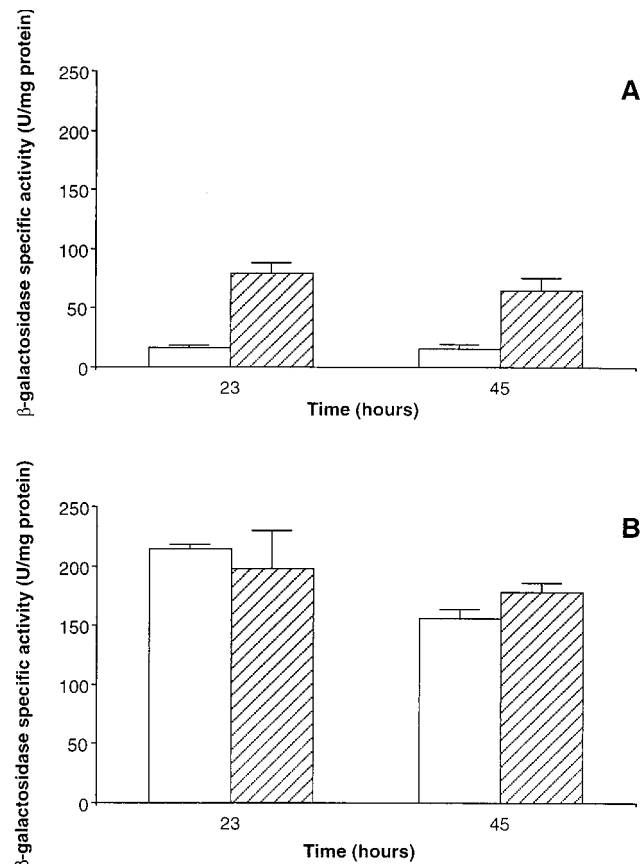 β-galactosidase specific activity (U/mg protein)
A
250
200
150
100
50
0
23
45
Time (hours)
β-galactosidase specific activity (U/mg protein)
B
250
200
150
100
50
0
23
45
Time (hours)